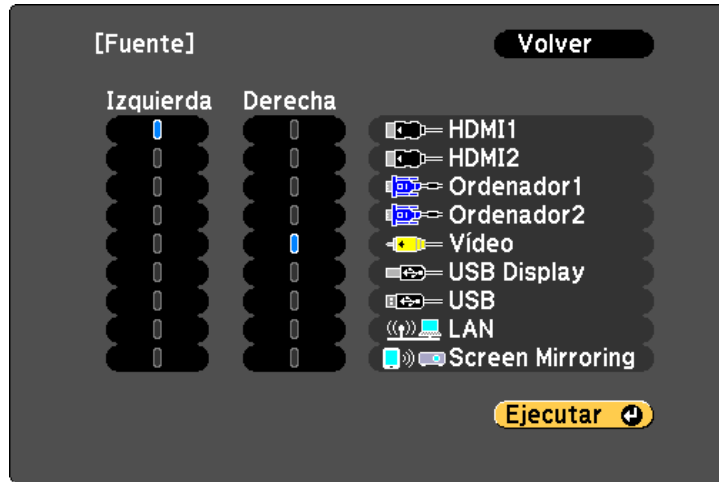 [Fuente] Volver
Izquierda Derecha
HDMI1
HDMI2
Ordenador1
Ordenador2
Vídeo
USB Display
USB
LAN
Screen Mirroring
Ejecutar